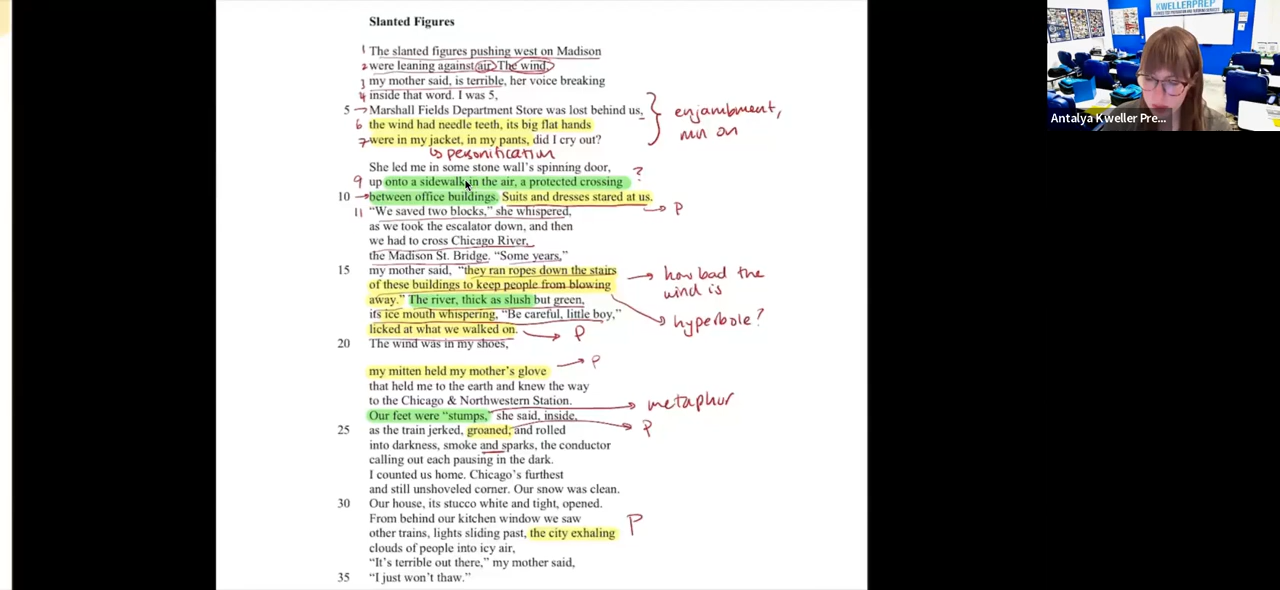 KWELLERPREP
Antalya Kweller Pre...
Slanted Figures
1 The slanted figures pushing west on Madison
2 were leaning against air. The wind,
3 my mother said, is terrible, her voice breaking
4 inside that word. I was 5,
5 Marshall Fields Department Store was lost behind us,
enjambment,
6 the wind had needle teeth, its big flat hands
run on
7 were in my jacket, in my pants, did I cry out?
personification
She led me in some stone wall's spinning door,
?
9 up onto a sidewalk in the air, a protected crossing
10 between office buildings. Suits and dresses stared at us.
P
11 "We saved two blocks," she whispered,
as we took the escalator down, and then
we had to cross Chicago River,
the Madison St. Bridge. "Some years,"
15 my mother said, "they ran ropes down the stairs
how bad the
of these buildings to keep people from blowing
wind is
away." The river, thick as slush but green,
its ice mouth whispering, "Be careful, little boy,"
hyperbole?
licked at what we walked on.
P
20 The wind was in my shoes,
P
my mitten held my mother's glove
that held me to the earth and knew the way
to the Chicago & Northwestern Station.
metaphor
Our feet were "stumps," she said, inside,
25 as the train jerked, groaned, and rolled
P
into darkness, smoke and sparks, the conductor
calling out each pausing in the dark.
I counted us home. Chicago's furthest
and still unshoveled corner. Our snow was clean.
30 Our house, its stucco white and tight, opened.
From behind our kitchen window we saw
P
other trains, lights sliding past, the city exhaling
clouds of people into icy air,
"It's terrible out there," my mother said,
35 "I just won't thaw."